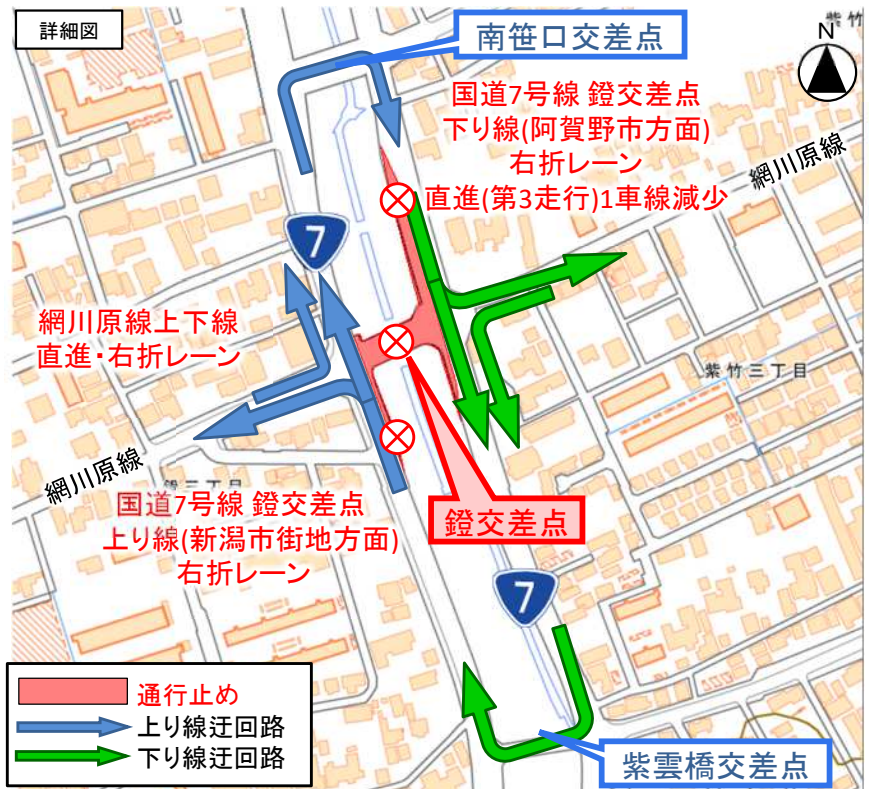 詳細図
南笹口交差点
紫竹
N
国道7号線 鐙交差点
下り線(阿賀野市方面)
右折レーン
直進(第3走行)1車線減少
網川原線
7
網川原線上下線
直進・右折レーン
紫竹三丁目
網川原線
鐙三丁目
国道7号線 鐙交差点
上り線(新潟市街地方面)
右折レーン
鐙交差点
7
通行止め
上り線迂回路
下り線迂回路
紫雲橋交差点